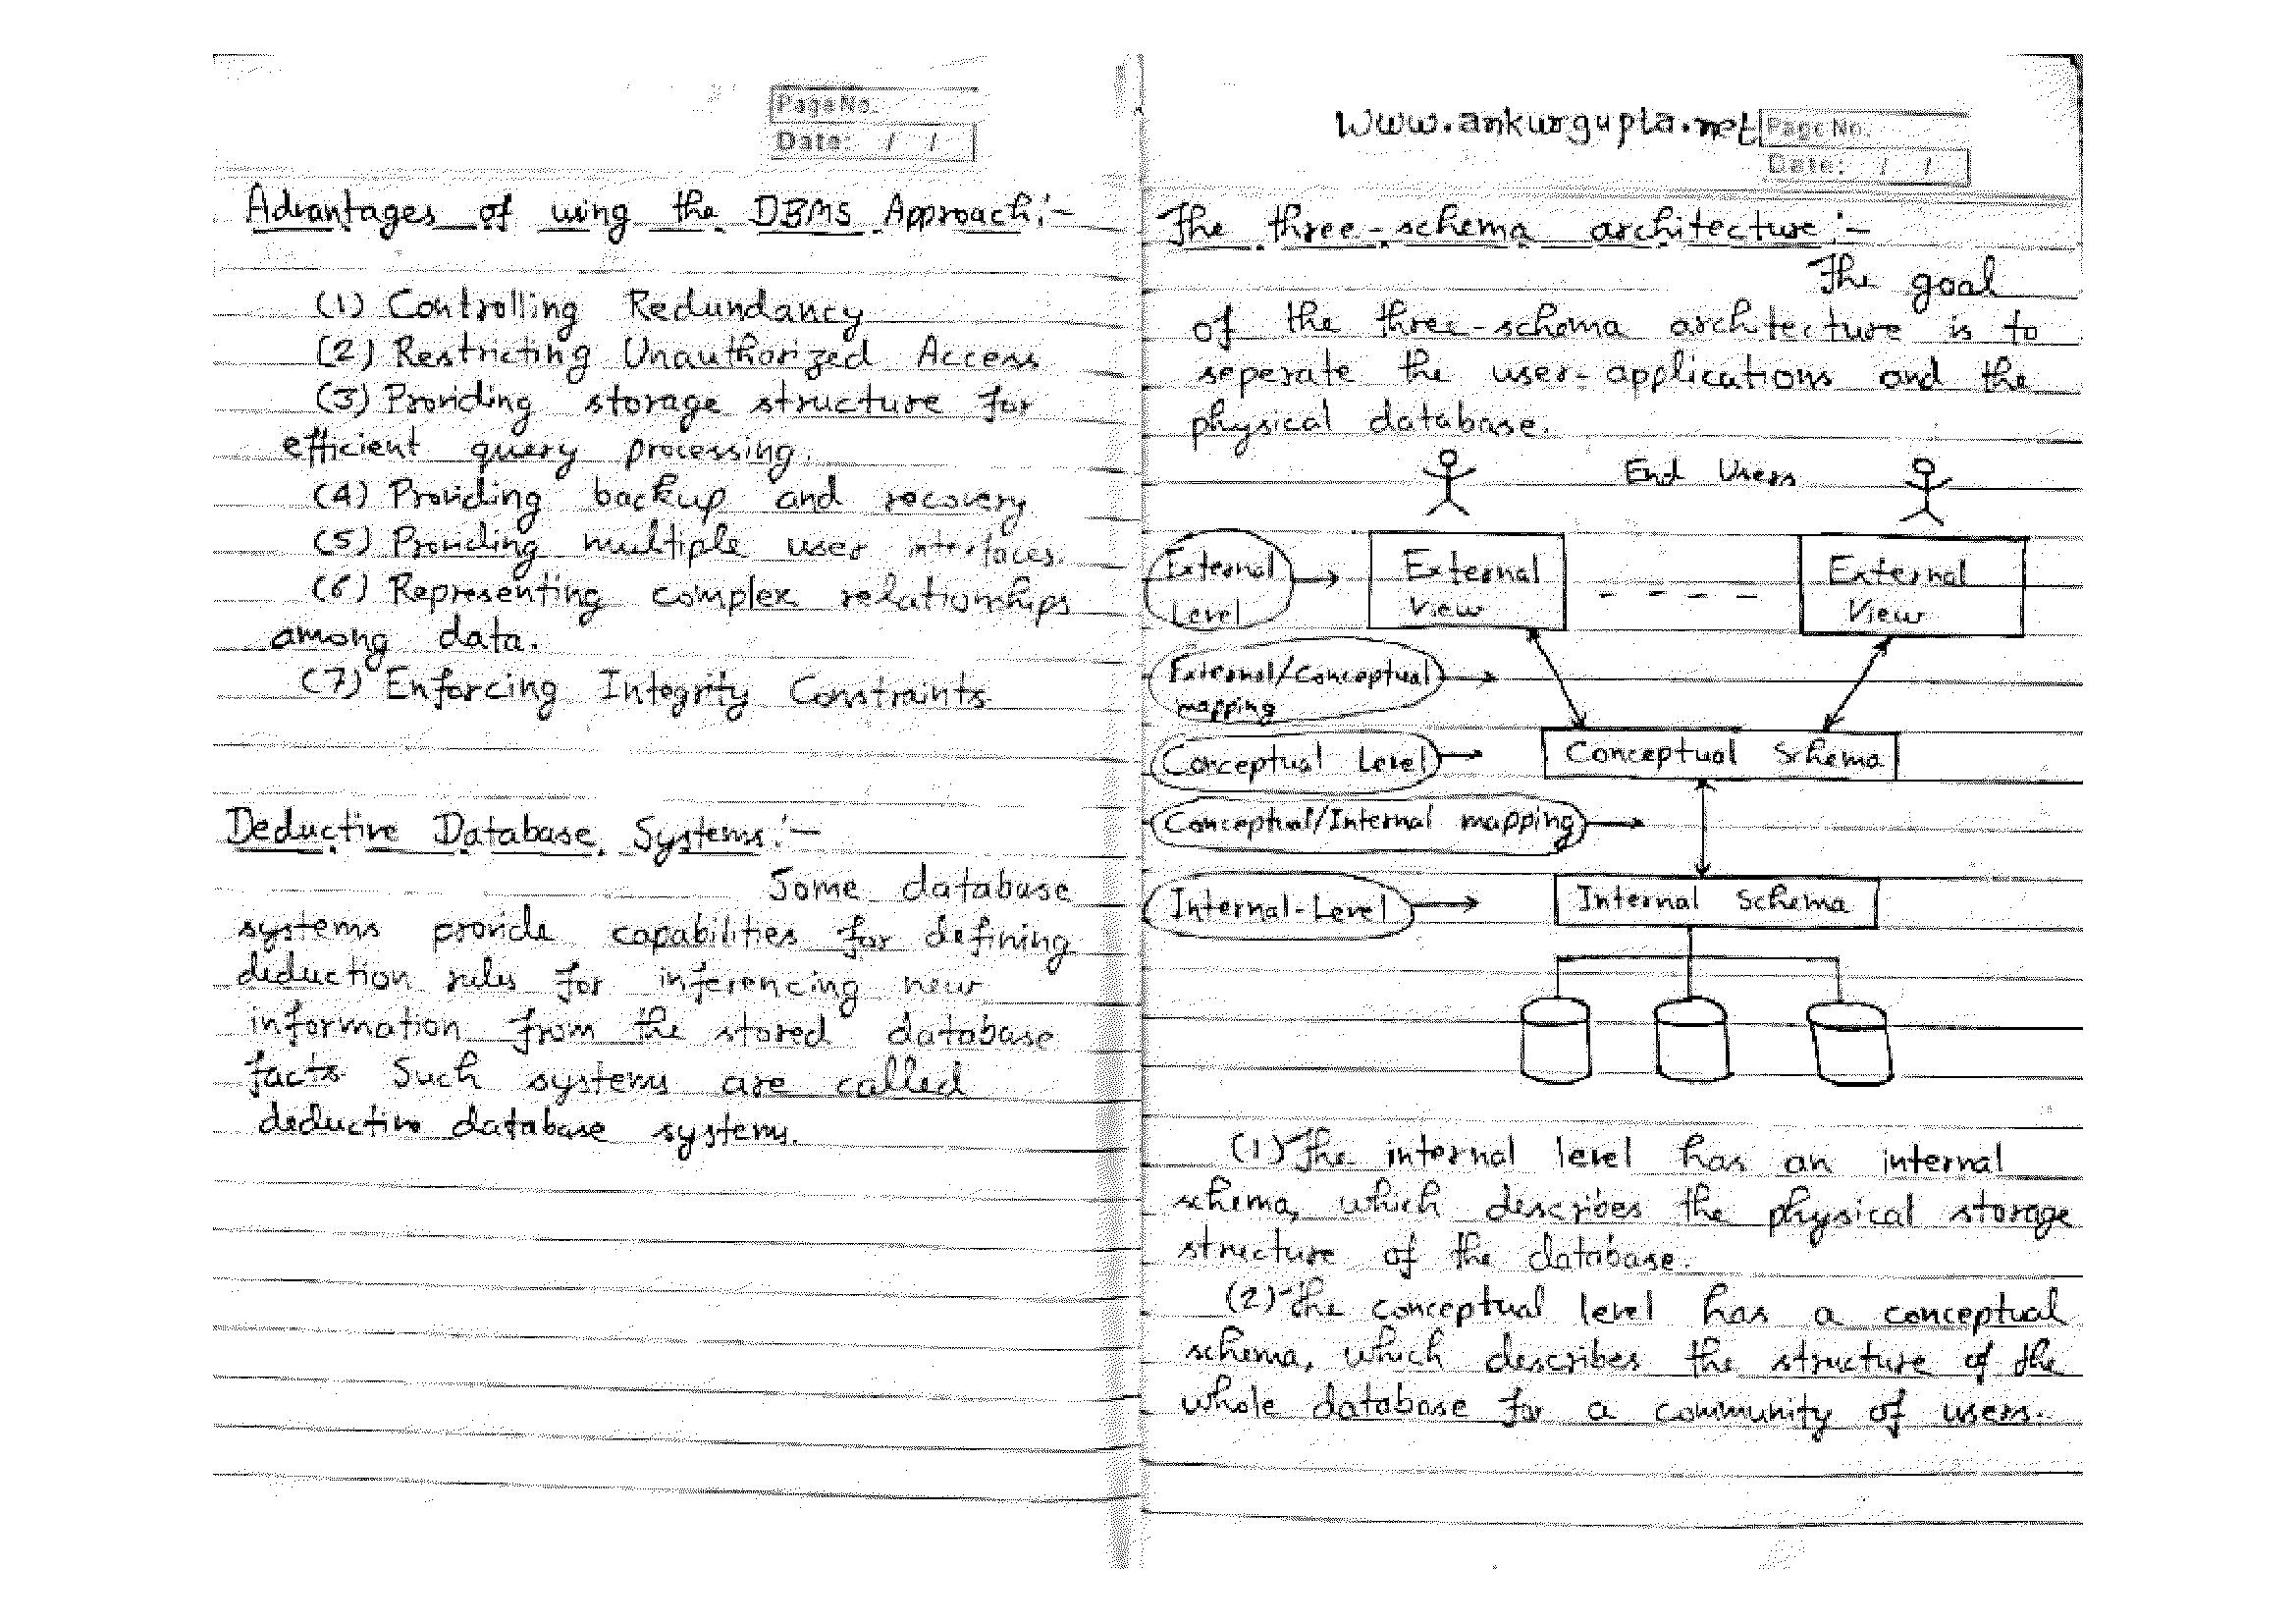 Page No.
Date: / /
Advantages of using the DBMS Approach:-
(1) Controlling Redundancy
(2) Restricting Unauthorized Access
(3) Providing storage structure for
efficient query processing.
(4) Providing backup and recovery
(5) Providing multiple user interfaces.
(6) Representing complex relationships
among data.
(7) Enforcing Integrity Constraints
Deductive Database Systems:-
Some database
systems provide capabilities for defining
deduction rules for inferencing new
information from the stored database
facts. Such systems are called
deductive database systems.
www.ankurgupta.net
Page No.
Date: / /
The three-schema architecture:-
The goal
of the three-schema architecture is to
seperate the user-applications and the
physical database.
End Users
External
Level
External
View
External
View
External/Conceptual
mapping
Conceptual Level
Conceptual Schema
Conceptual/Internal mapping
Internal-Level
Internal Schema
(1) The internal level has an internal
schema, which describes the physical storage
structure of the database.
(2) The conceptual level has a conceptual
schema, which describes the structure of the
whole database for a community of users.